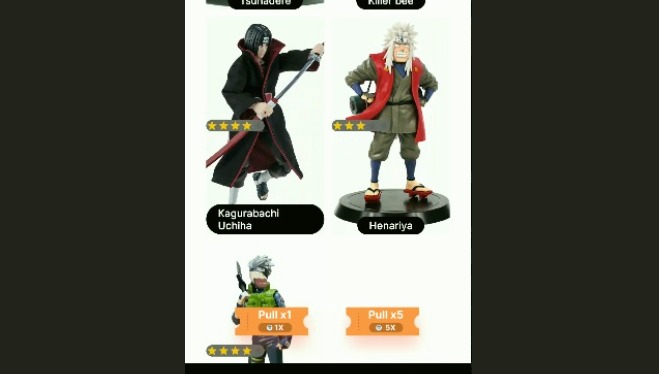 Tsunadere
Killer bee
Kagurabachi
Uchiha
Henariya
Pull x1
1X
Pull x5
5X